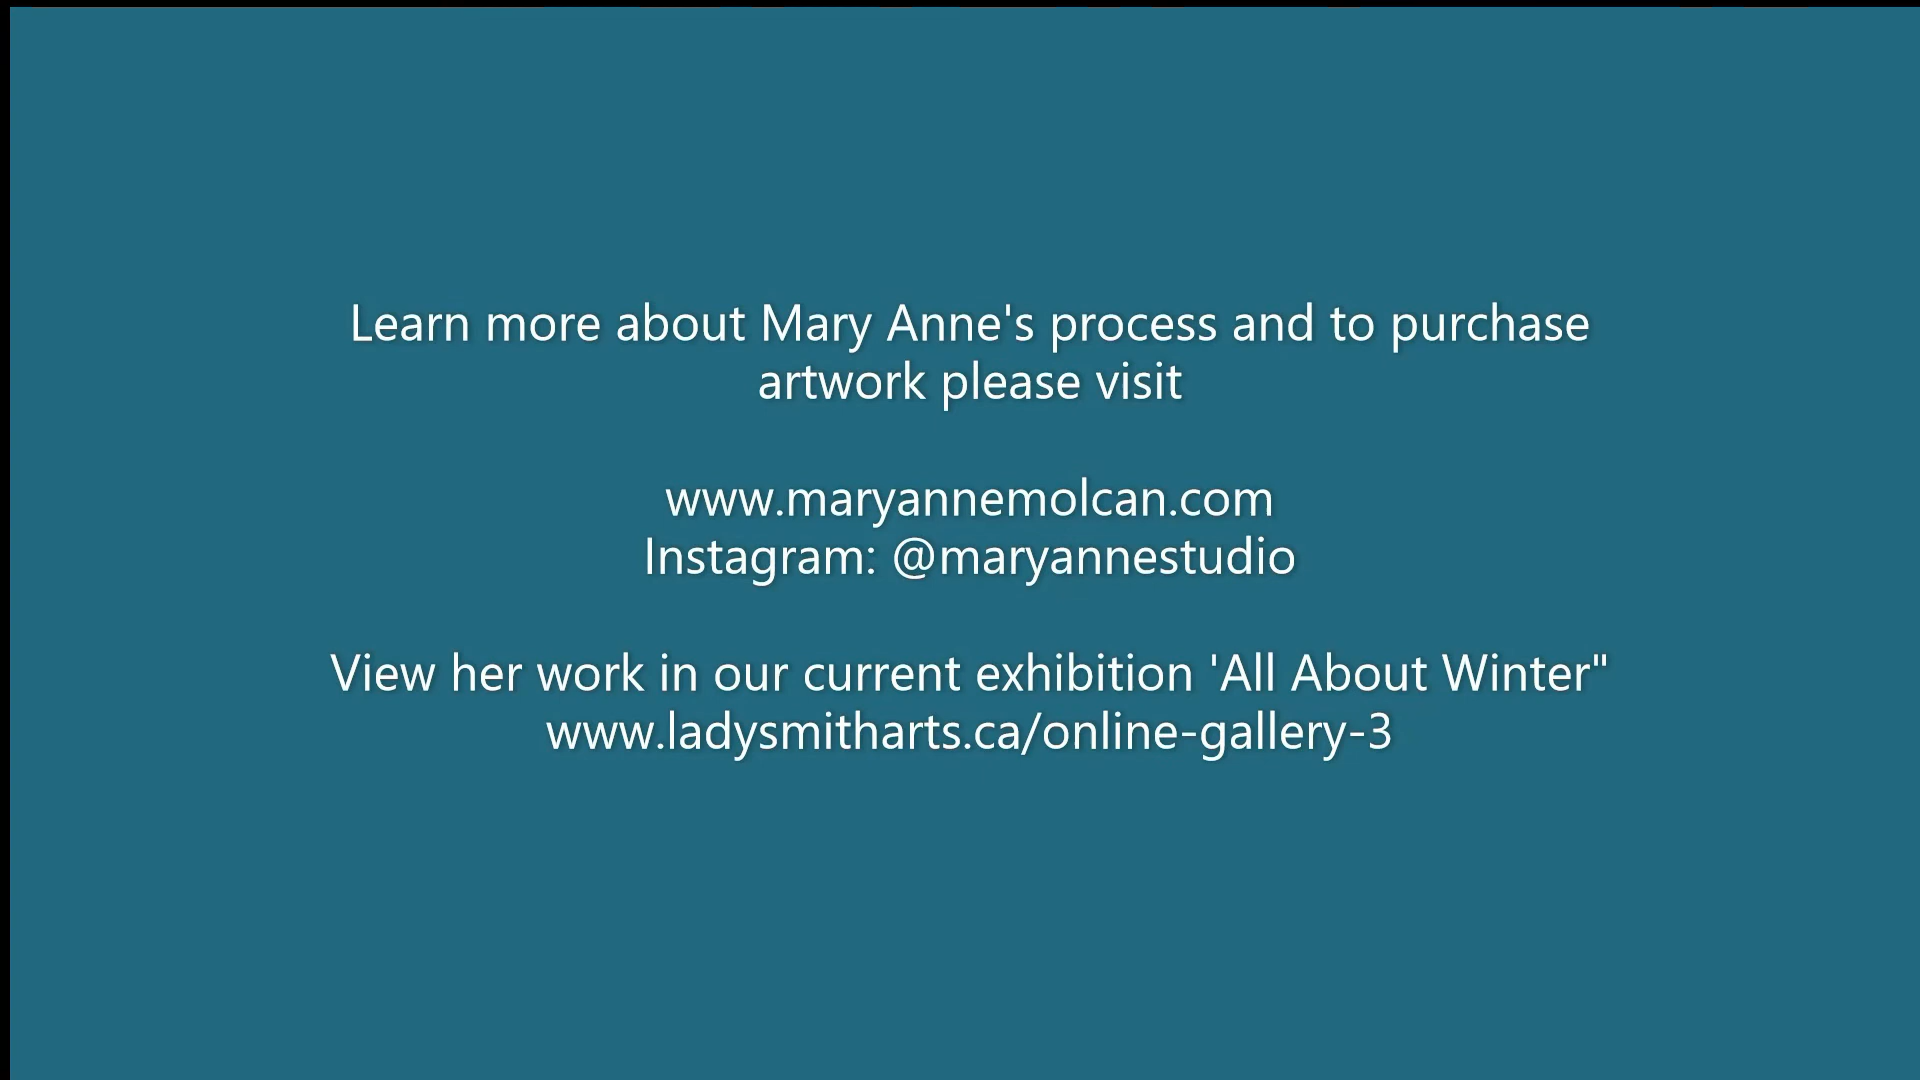 Learn more about Mary Anne's process and to purchase
artwork please visit
www.maryannemolcan.com
Instagram: @maryannestudio
View her work in our current exhibition 'All About Winter"
www.ladysmitharts.ca/online-gallery-3